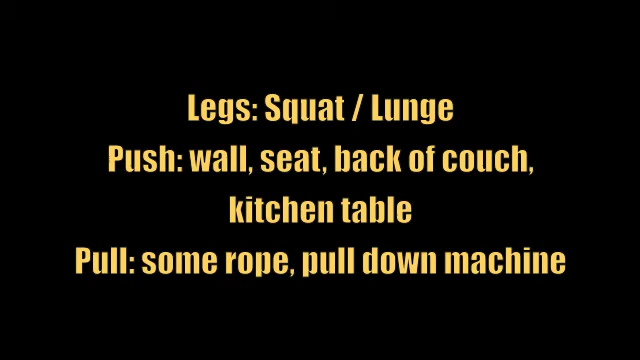 Legs: Squat / Lunge
Push: wall, seat, back of couch,
kitchen table
Pull: some rope, pull down machine